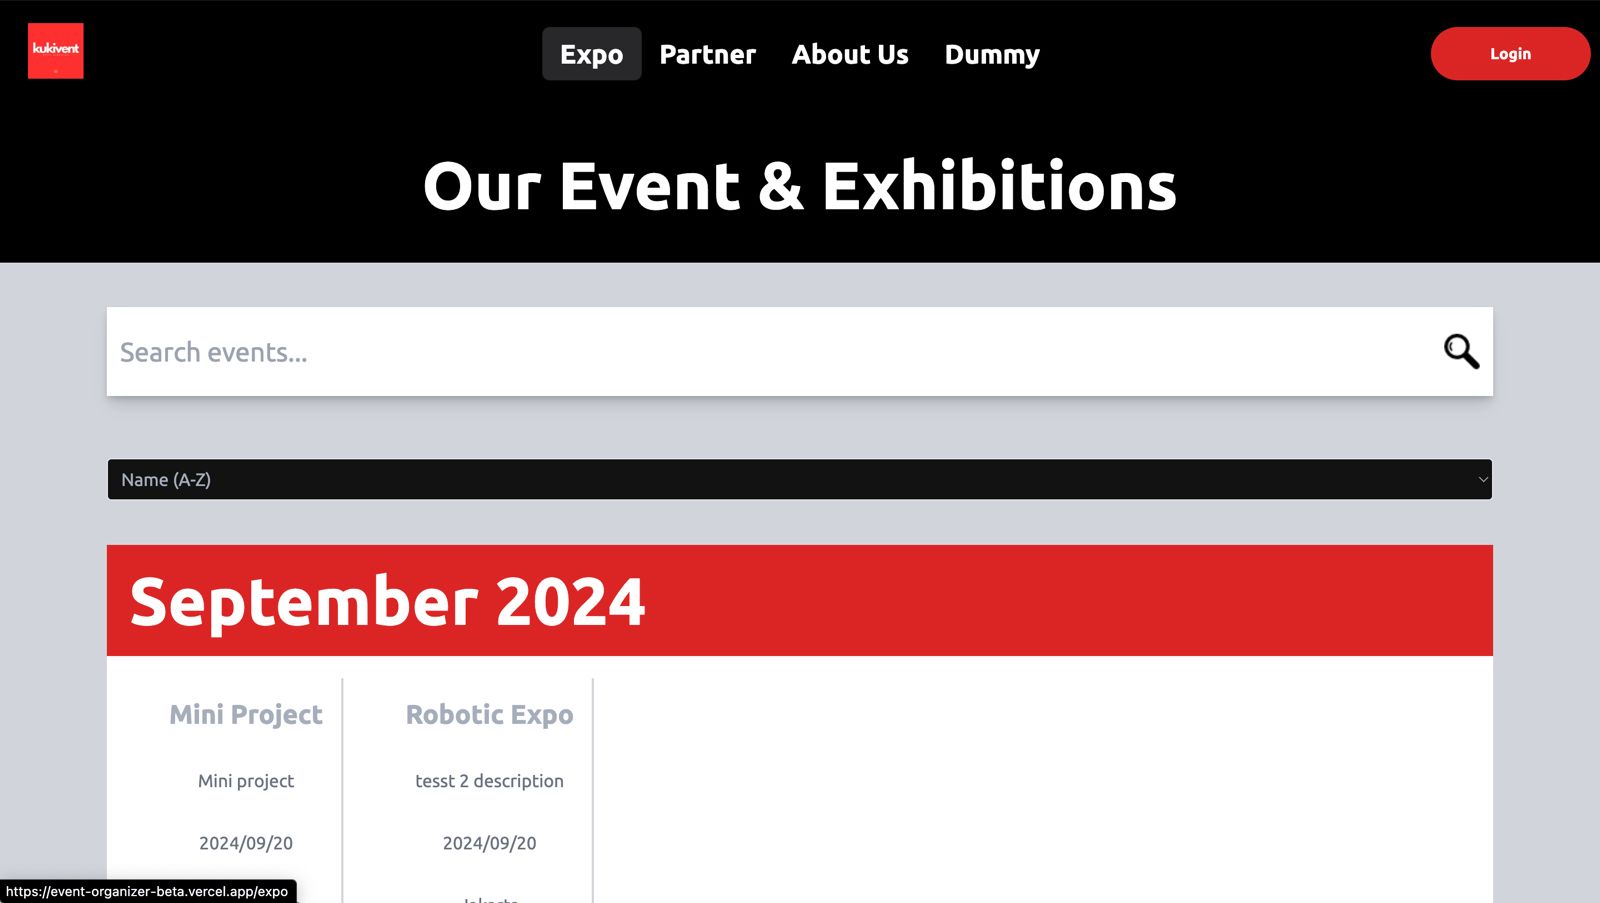 kukivent
Expo Partner About Us Dummy
Login
Our Event & Exhibitions
Search events...
Name (A-Z)
September 2024
Mini Project
Mini project
2024/09/20
Robotic Expo
tesst 2 description
2024/09/20
Jakarta
https://event-organizer-beta.vercel.app/expo